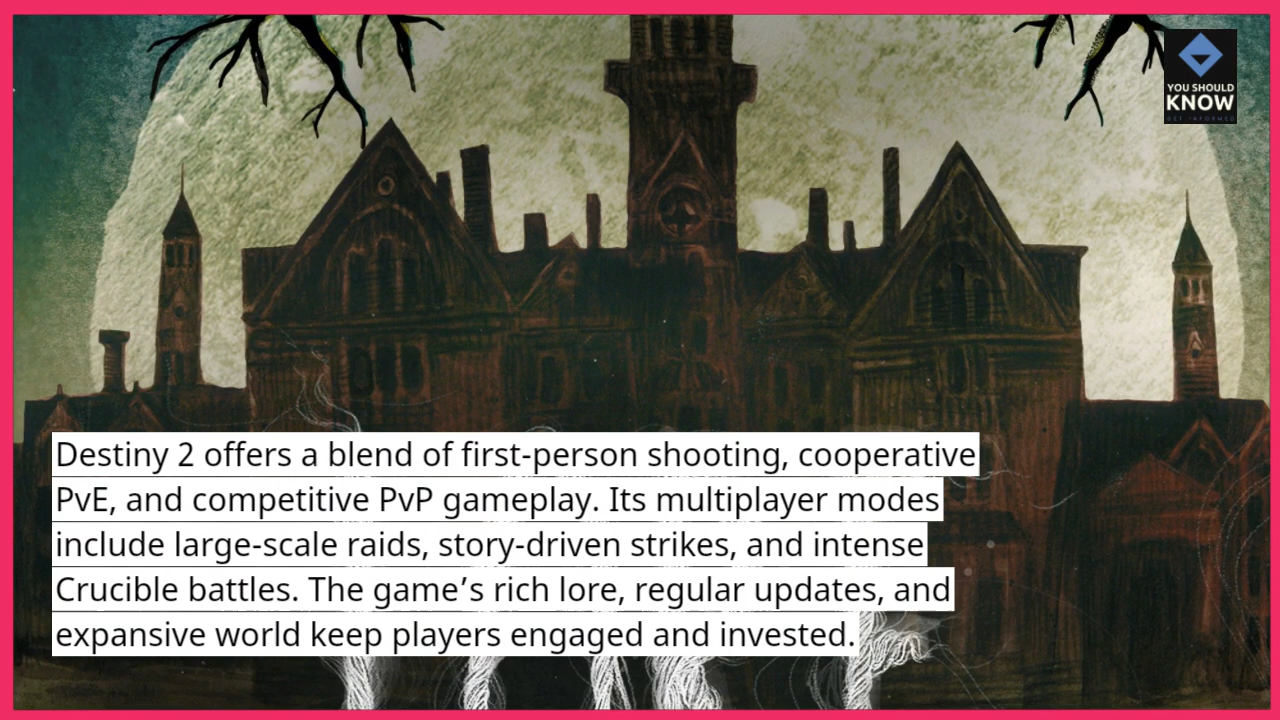 YOU SHOULD
KNOW
GET INFORMED
Destiny 2 offers a blend of first-person shooting, cooperative
PvE, and competitive PvP gameplay. Its multiplayer modes
include large-scale raids, story-driven strikes, and intense
Crucible battles. The game’s rich lore, regular updates, and
expansive world keep players engaged and invested.